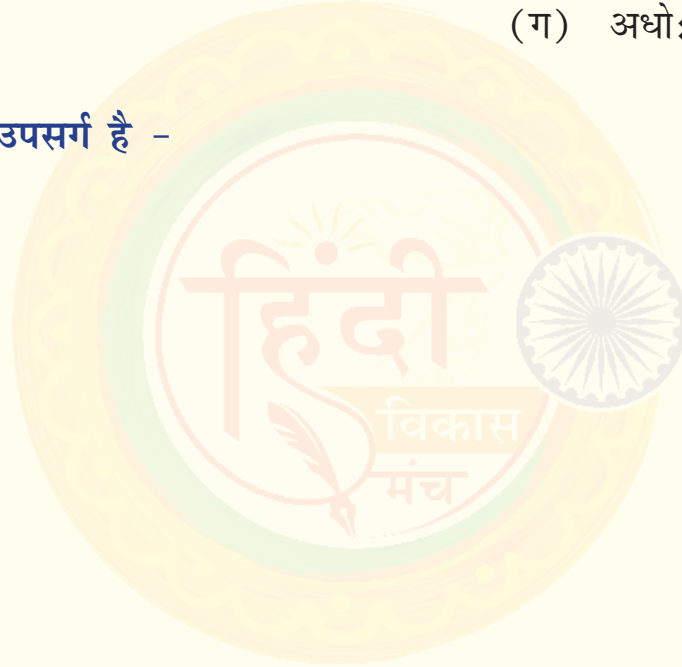 (ग) अधोः
उपसर्ग है -
हिंदी
विकास
मंच